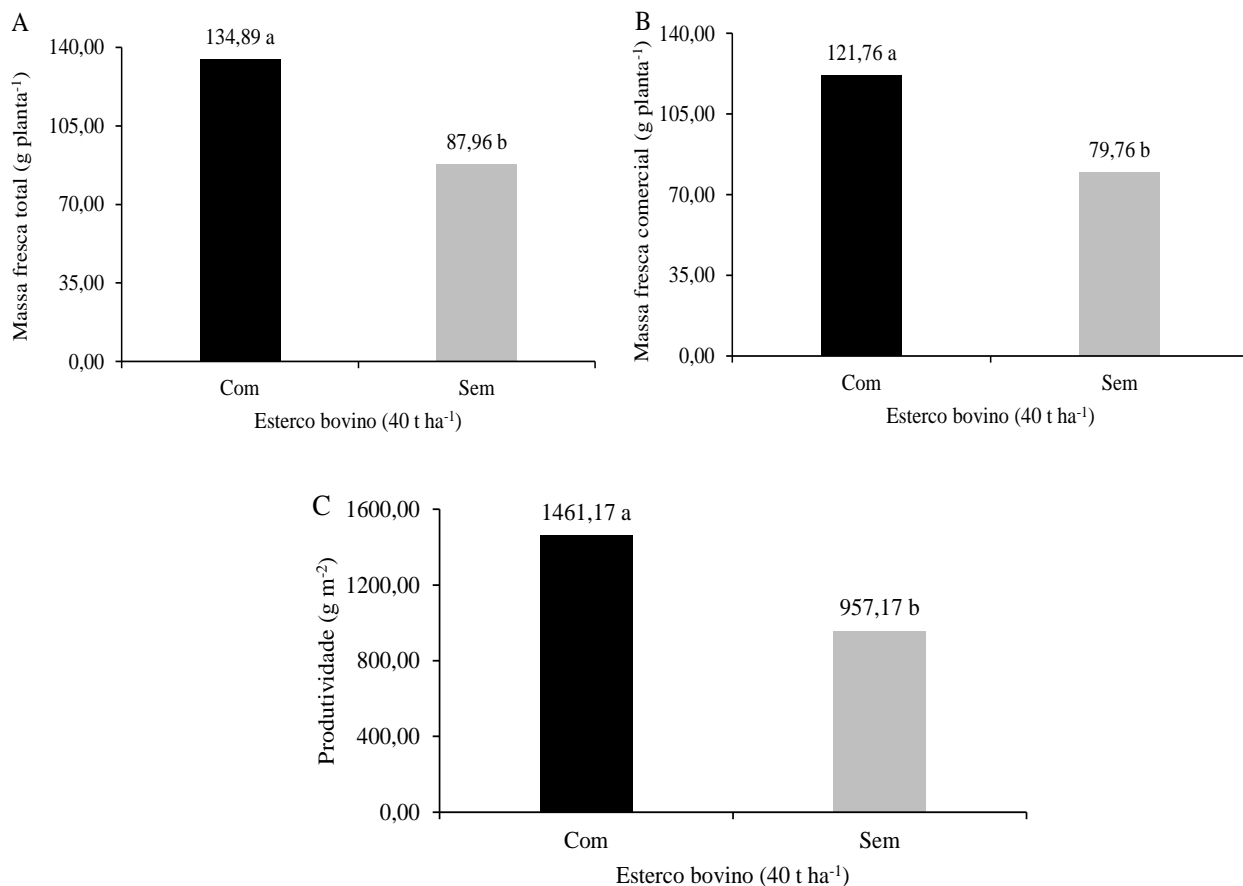 A
Massa fresca total (g planta⁻¹)
140,00
105,00
70,00
35,00
0,00
134,89 a
87,96 b
Com
Sem
Esterco bovino (40 t ha⁻¹)
B
Massa fresca comercial (g planta⁻¹)
140,00
105,00
70,00
35,00
0,00
121,76 a
79,76 b
Com
Sem
Esterco bovino (40 t ha⁻¹)
C
Produtividade (g m⁻²)
1600,00
1200,00
800,00
400,00
0,00
1461,17 a
957,17 b
Com
Sem
Esterco bovino (40 t ha⁻¹)